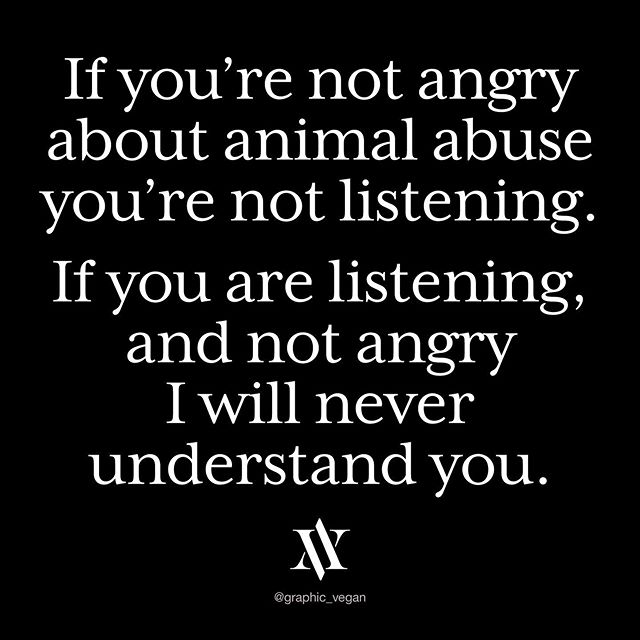 If you’re not angry
about animal abuse
you’re not listening.
If you are listening,
and not angry
I will never
understand you.
@graphic_vegan